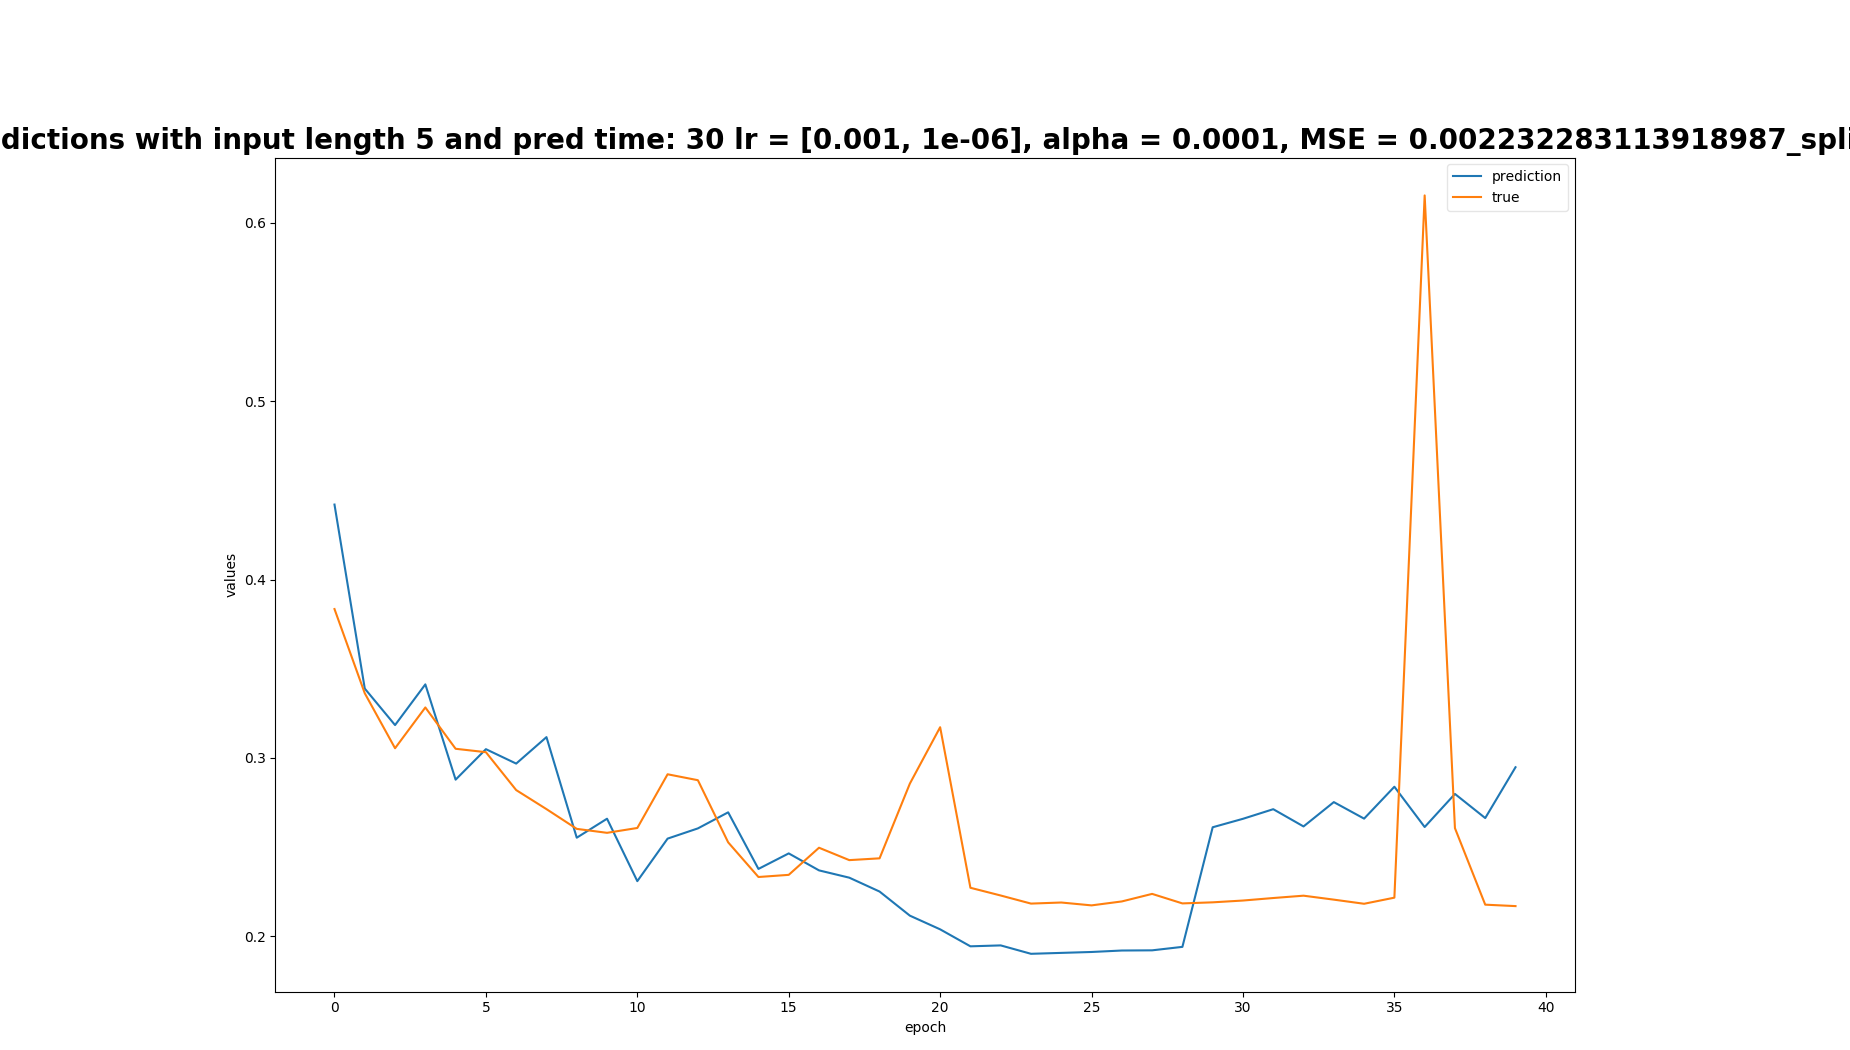 dictions with input length 5 and pred time: 30 lr = [0.001, 1e-06], alpha = 0.0001, MSE = 0.002232283113918987_spli
prediction
true
0.6
0.5
0.4
0.3
0.2
values
0 5 10 15 20 25 30 35 40
epoch